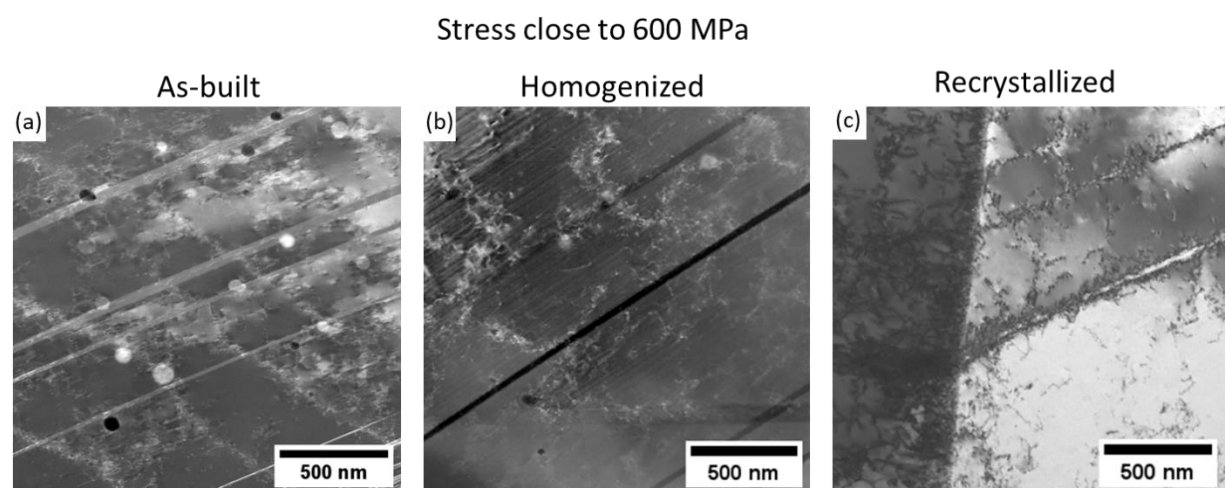 Stress close to 600 MPa
As-built
Homogenized
Recrystallized
(a)
(b)
(c)
500 nm
500 nm
500 nm